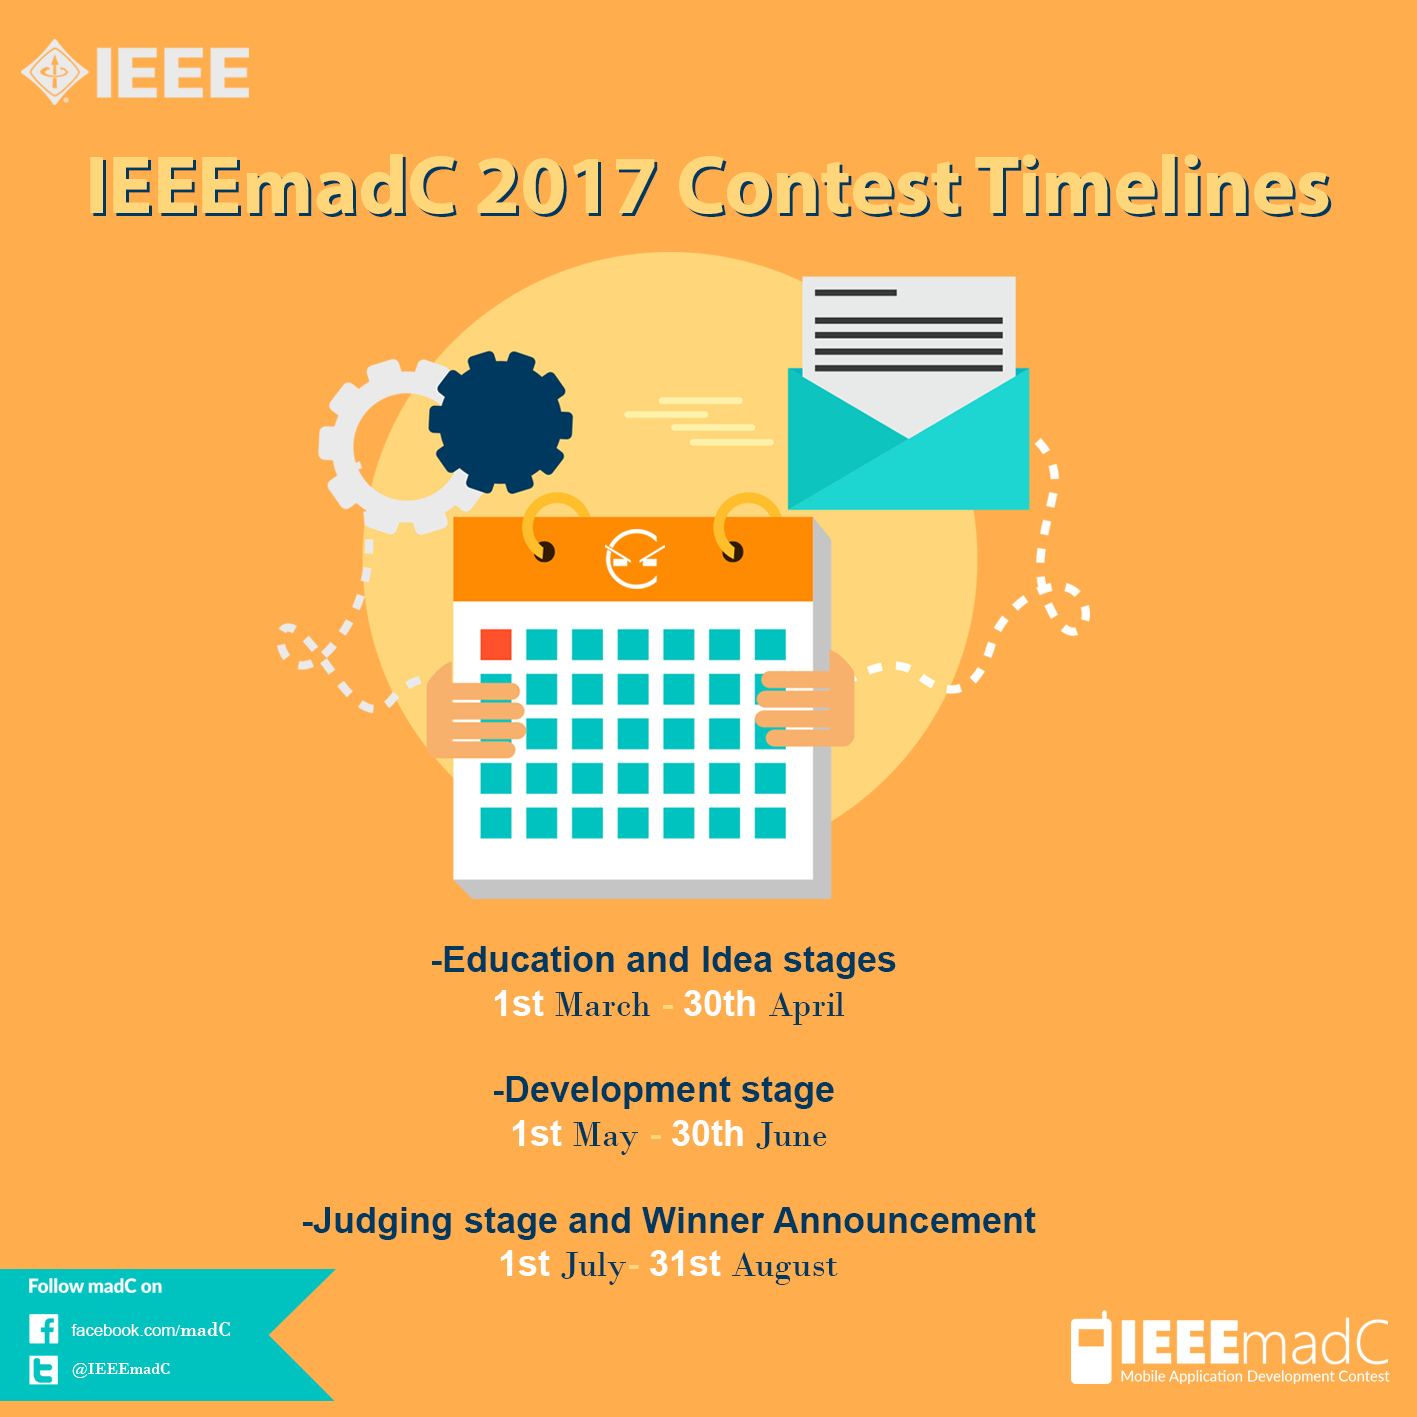 IEEE
IEEEmadC 2017 Contest Timelines
-Education and Idea stages
1st March - 30th April
-Development stage
1st May - 30th June
-Judging stage and Winner Announcement
1st July- 31st August
Follow madC on
facebook.com/madC
@IEEEmadC
IEEEmadC
Mobile Application Development Contest